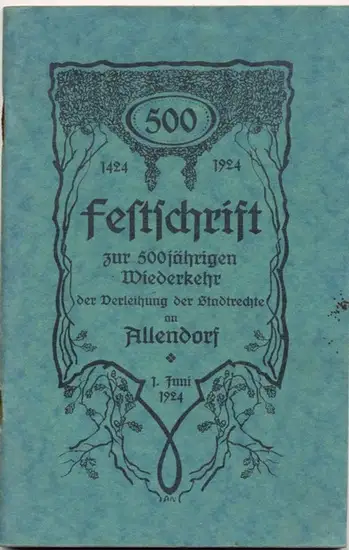 500
1424 1924
Festschrift
zur 500jährigen
Wiederkehr
der Verleihung der Stadtrechte
an
Allendorf
1. Juni
1924